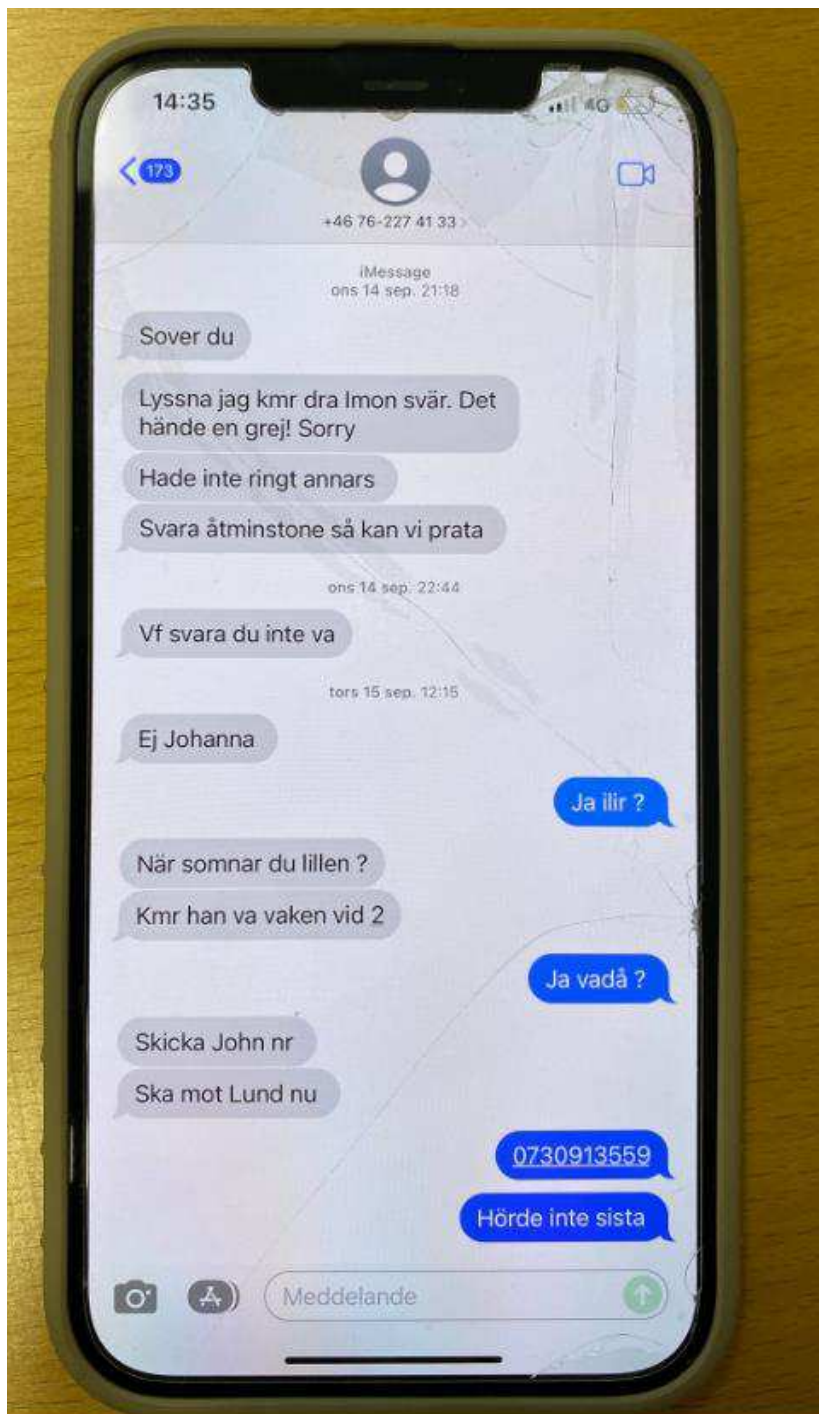 14:35
4G
173
+46 76-227 41 33 >
iMessage
ons 14 sep. 21:18
Sover du
Lyssna jag kmr dra Imon svär. Det
hände en grej! Sorry
Hade inte ringt annars
Svara åtminstone så kan vi prata
ons 14 sep. 22:44
Vf svara du inte va
tors 15 sep. 12:15
Ej Johanna
Ja ilir ?
När somnar du lillen ?
Kmr han va vaken vid 2
Ja vadå ?
Skicka John nr
Ska mot Lund nu
0730913559
Hörde inte sista
Meddelande